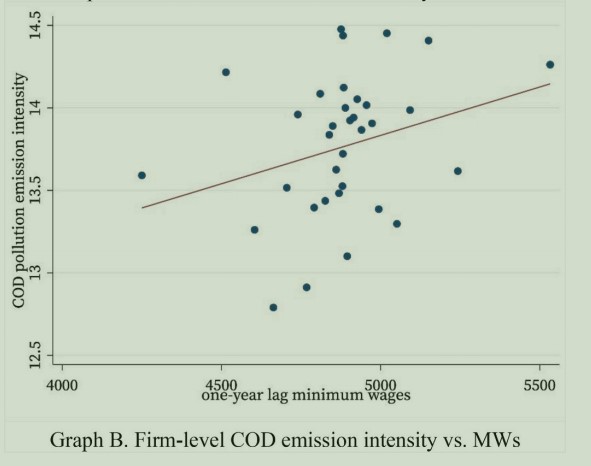 14.5
14
13.5
13
12.5
COD pollution emission intensity
4000 4500 5000 5500
one-year lag minimum wages
Graph B. Firm-level COD emission intensity vs. MWs